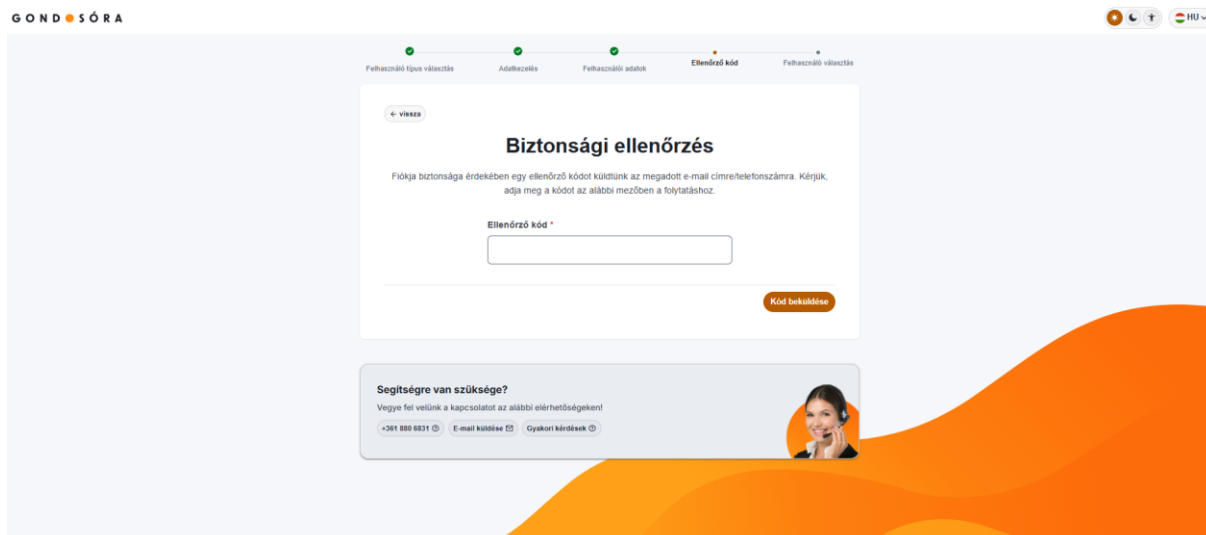 GONDOSÓRA
HU
Felhasználó típus választás
Adatkezelés
Felhasználói adatok
Ellenőrző kód
Felhasználó választás
← vissza
Biztonsági ellenőrzés
Fiókja biztonsága érdekében egy ellenőrző kódot küldtünk az megadott e-mail címre/telefonszámra. Kérjük,
adja meg a kódot az alábbi mezőben a folytatáshoz.
Ellenőrző kód *
Kód beküldése
Segítségre van szüksége?
Vegye fel velünk a kapcsolatot az alábbi elérhetőségeken!
+361 880 6831
E-mail küldése
Gyakori kérdések